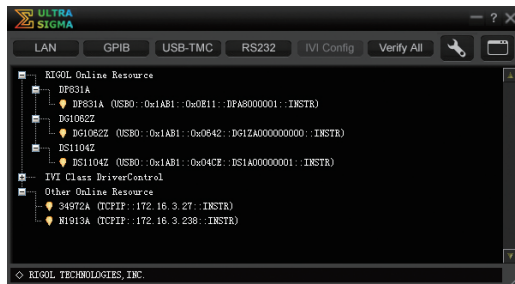 ULTRA
SIGMA
LAN GPIB USB-TMC RS232 IVI Config Verify All
RIGOL Online Resource
DP831A
DP831A (USB0::0x1AB1::0x0E11::DPA8000001::INSTR)
DG1062Z
DG1062Z (USB0::0x1AB1::0x0642::DG1ZA000000000::INSTR)
DS1104Z
DS1104Z (USB0::0x1AB1::0x04CE::DS1A00000001::INSTR)
IVI Class DriverControl
Other Online Resource
34972A (TCPIP::172.16.3.27::INSTR)
N1913A (TCPIP::172.16.3.238::INSTR)
RIGOL TECHNOLOGIES, INC.